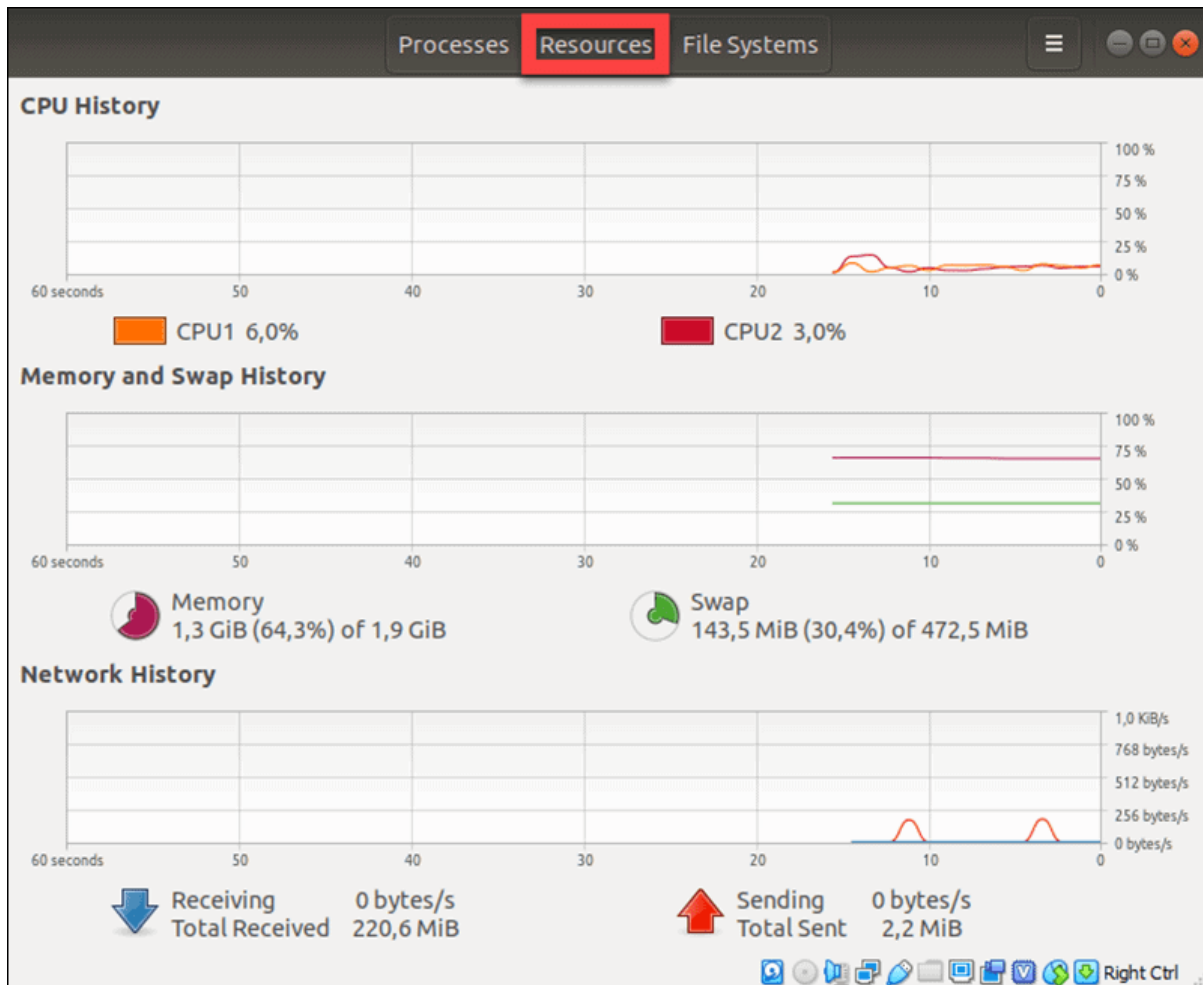 Processes Resources File Systems
CPU History
100 %
75 %
50 %
25 %
0 %
60 seconds 50 40 30 20 10 0
CPU1 6,0% CPU2 3,0%
Memory and Swap History
100 %
75 %
50 %
25 %
0 %
60 seconds 50 40 30 20 10 0
Memory Swap
1,3 GiB (64,3%) of 1,9 GiB 143,5 MiB (30,4%) of 472,5 MiB
Network History
1,0 KiB/s
768 bytes/s
512 bytes/s
256 bytes/s
0 bytes/s
60 seconds 50 40 30 20 10 0
Receiving 0 bytes/s Sending 0 bytes/s
Total Received 220,6 MiB Total Sent 2,2 MiB
Right Ctrl